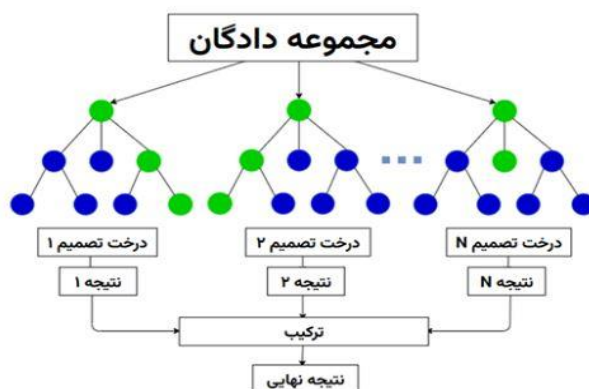 مجموعه دادگان
درخت تصمیم ۱
درخت تصمیم ۲
درخت تصمیم N
نتیجه ۱
نتیجه ۲
نتیجه N
ترکیب
نتیجه نهایی